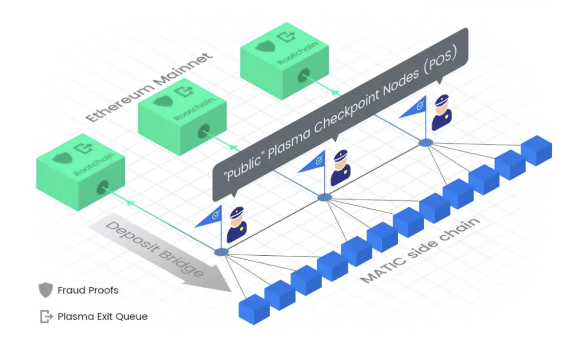 Ethereum Mainnet
Rootchain
Rootchain
Rootchain
"Public" Plasma Checkpoint Nodes (POS)
Deposit Bridge
MATIC side chain
Fraud Proofs
Plasma Exit Queue